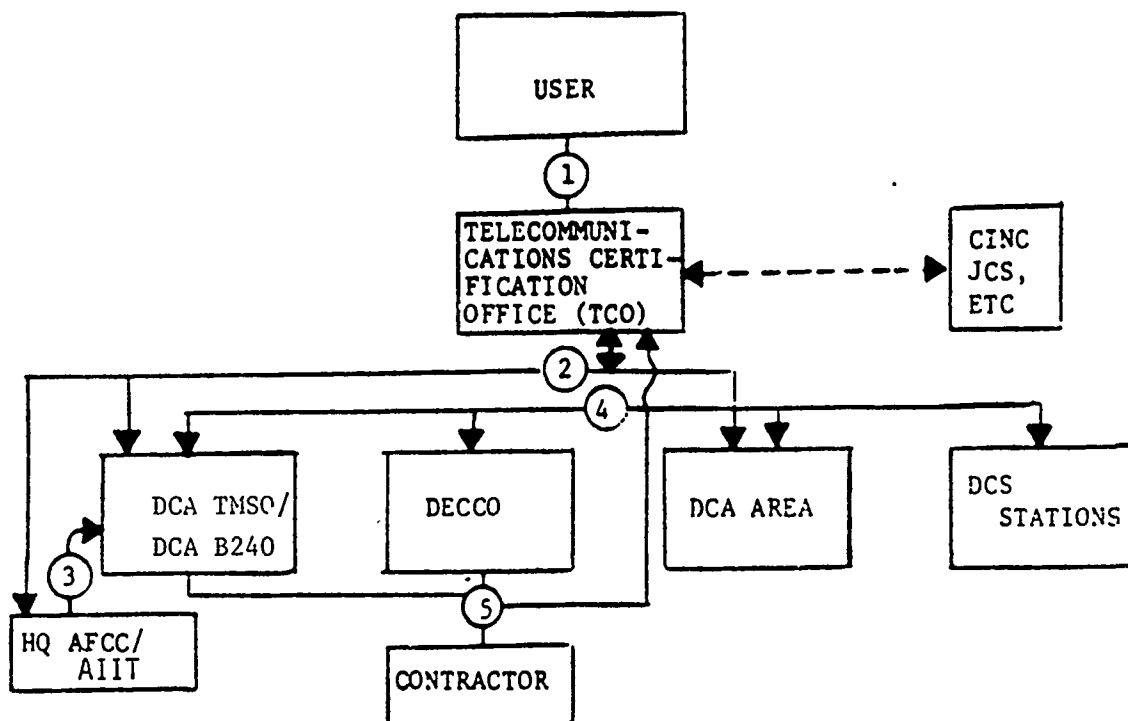 USER
1
TELECOMMUNI-
CATIONS CERTI-
FICATION
OFFICE (TCO)
CINC
JCS,
ETC
2
4
DCA TMSO/
DCA B240
DECCO
DCA AREA
DCS
STATIONS
3
5
HQ AFCC/
AIIT
CONTRACTOR